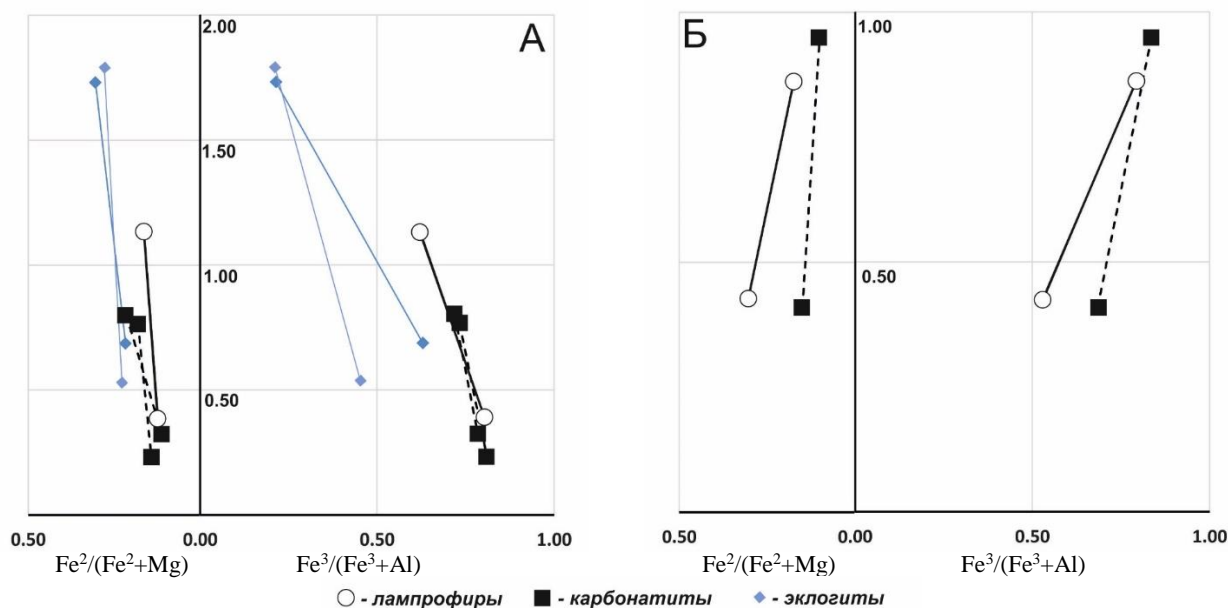 2.00
А
1.50
1.00
0.50
0.50 0.00 0.50 1.00
Fe²/(Fe²+Mg) Fe³/(Fe³+Al)
Б
1.00
0.50
0.50 0.00 0.50 1.00
Fe²/(Fe²+Mg) Fe³/(Fe³+Al)
- лампрофиры - карбонатиты - эклогиты